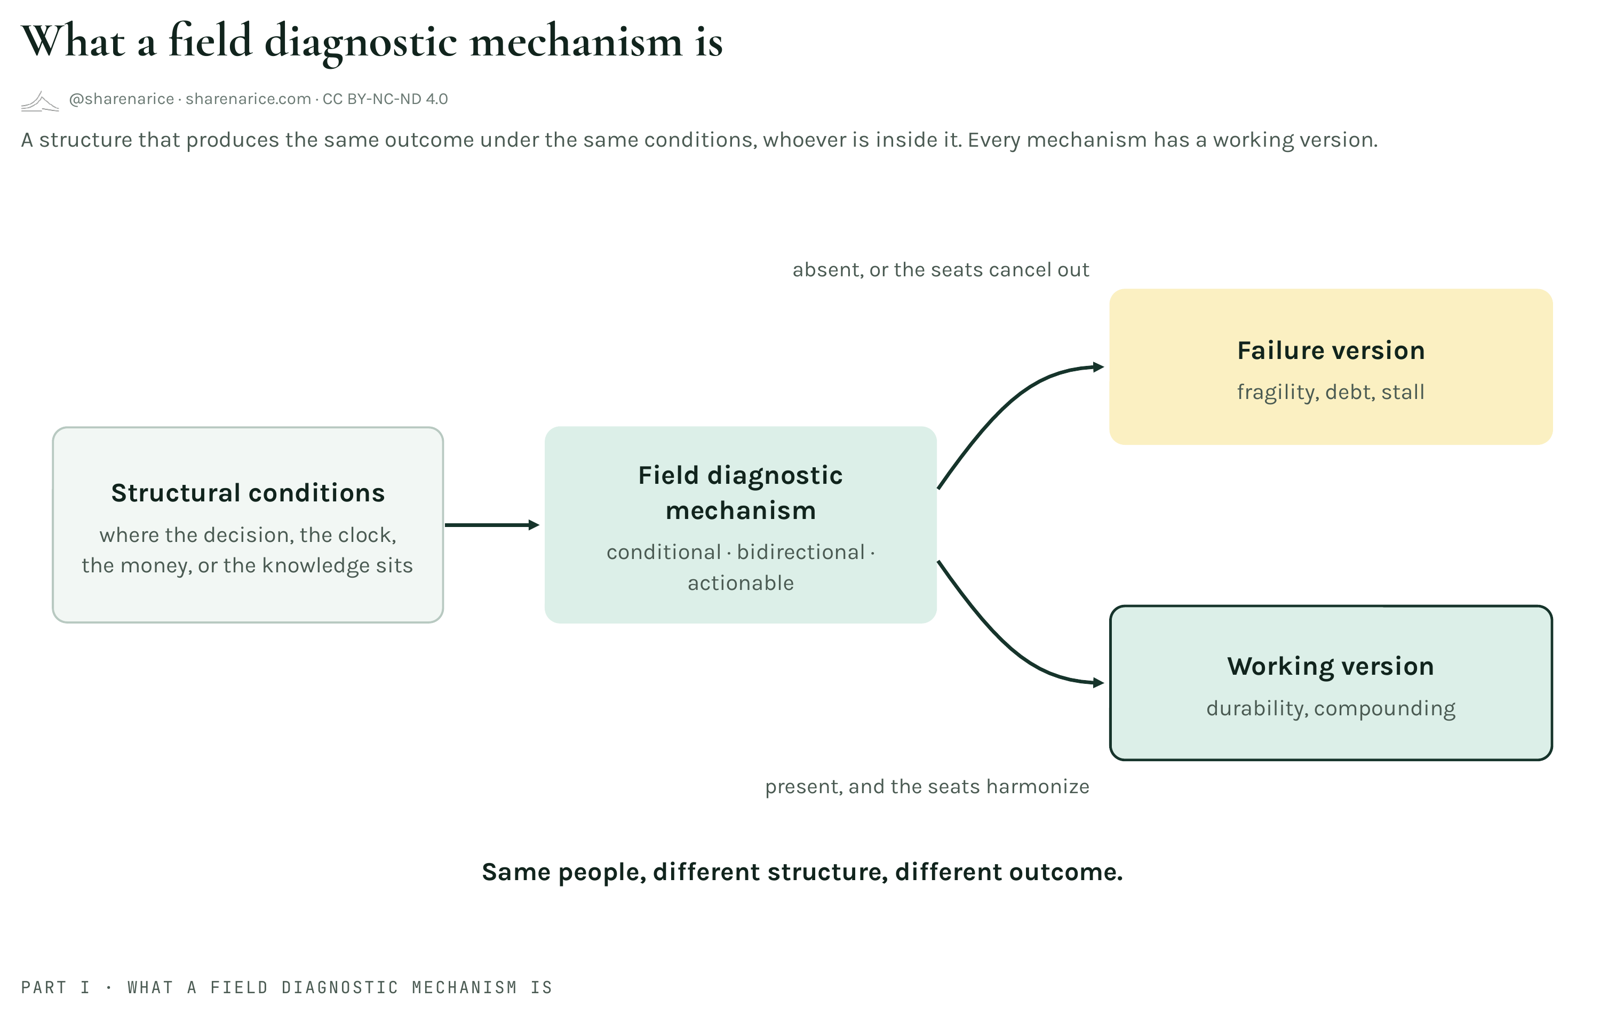 What a field diagnostic mechanism is
@sharenarice · sharenarice.com · CC BY-NC-ND 4.0
A structure that produces the same outcome under the same conditions, whoever is inside it. Every mechanism has a working version.
absent, or the seats cancel out
Failure version
fragility, debt, stall
Structural conditions
where the decision, the clock,
the money, or the knowledge sits
Field diagnostic
mechanism
conditional · bidirectional ·
actionable
Working version
durability, compounding
present, and the seats harmonize
Same people, different structure, different outcome.
PART I · WHAT A FIELD DIAGNOSTIC MECHANISM IS